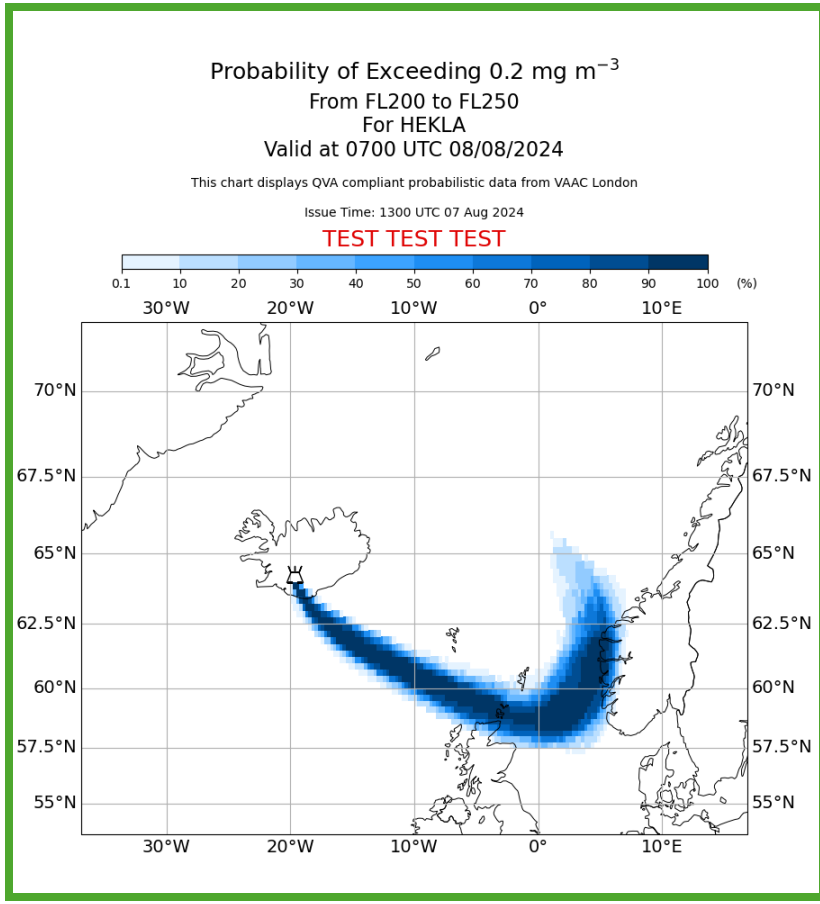 Probability of Exceeding 0.2 mg m⁻³
From FL200 to FL250
For HEKLA
Valid at 0700 UTC 08/08/2024
This chart displays QVA compliant probabilistic data from VAAC London
Issue Time: 1300 UTC 07 Aug 2024
TEST TEST TEST
0.1 10 20 30 40 50 60 70 80 90 100 (%)
30°W 20°W 10°W 0° 10°E
70°N 70°N
67.5°N 67.5°N
65°N 65°N
62.5°N 62.5°N
60°N 60°N
57.5°N 57.5°N
55°N 55°N
30°W 20°W 10°W 0° 10°E